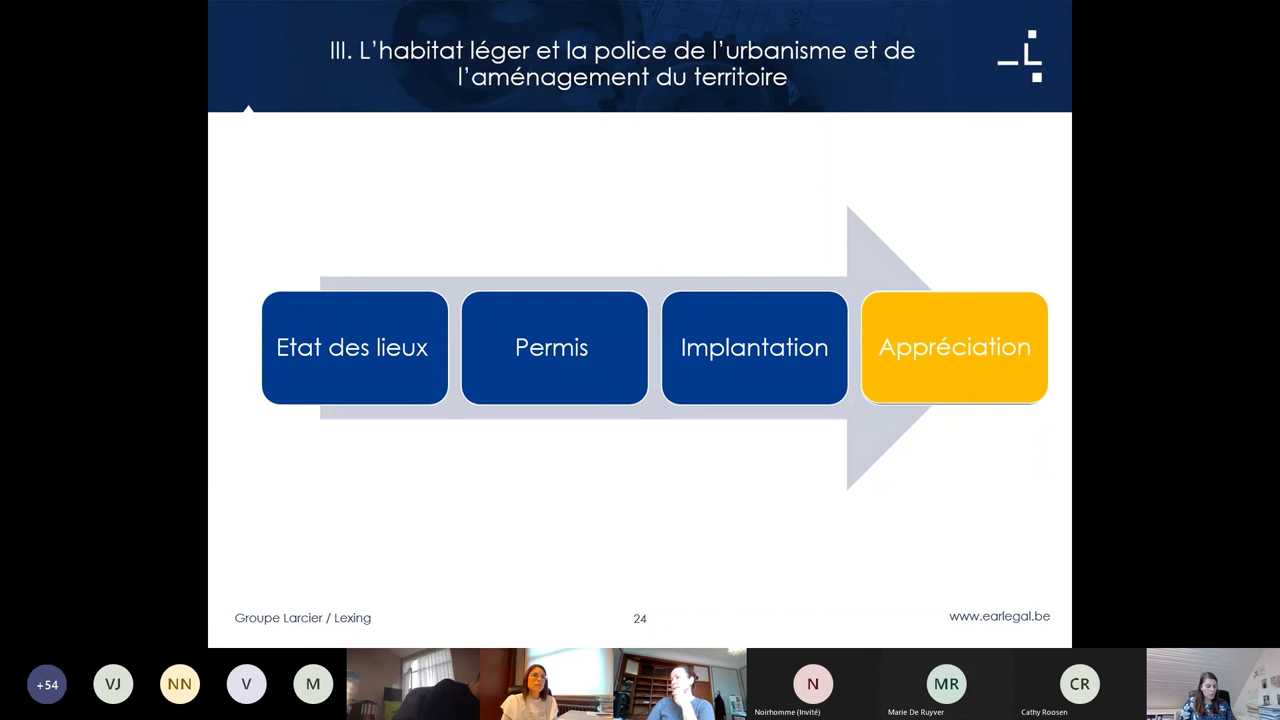 III. L’habitat léger et la police de l’urbanisme et de
l’aménagement du territoire
Etat des lieux
Permis
Implantation
Appréciation
Groupe Larcier / Lexing
24
www.earlegal.be
+54
VJ
NN
V
M
N
MR
CR
Noirhomme (Invité)
Marie De Ruyver
Cathy Roosen